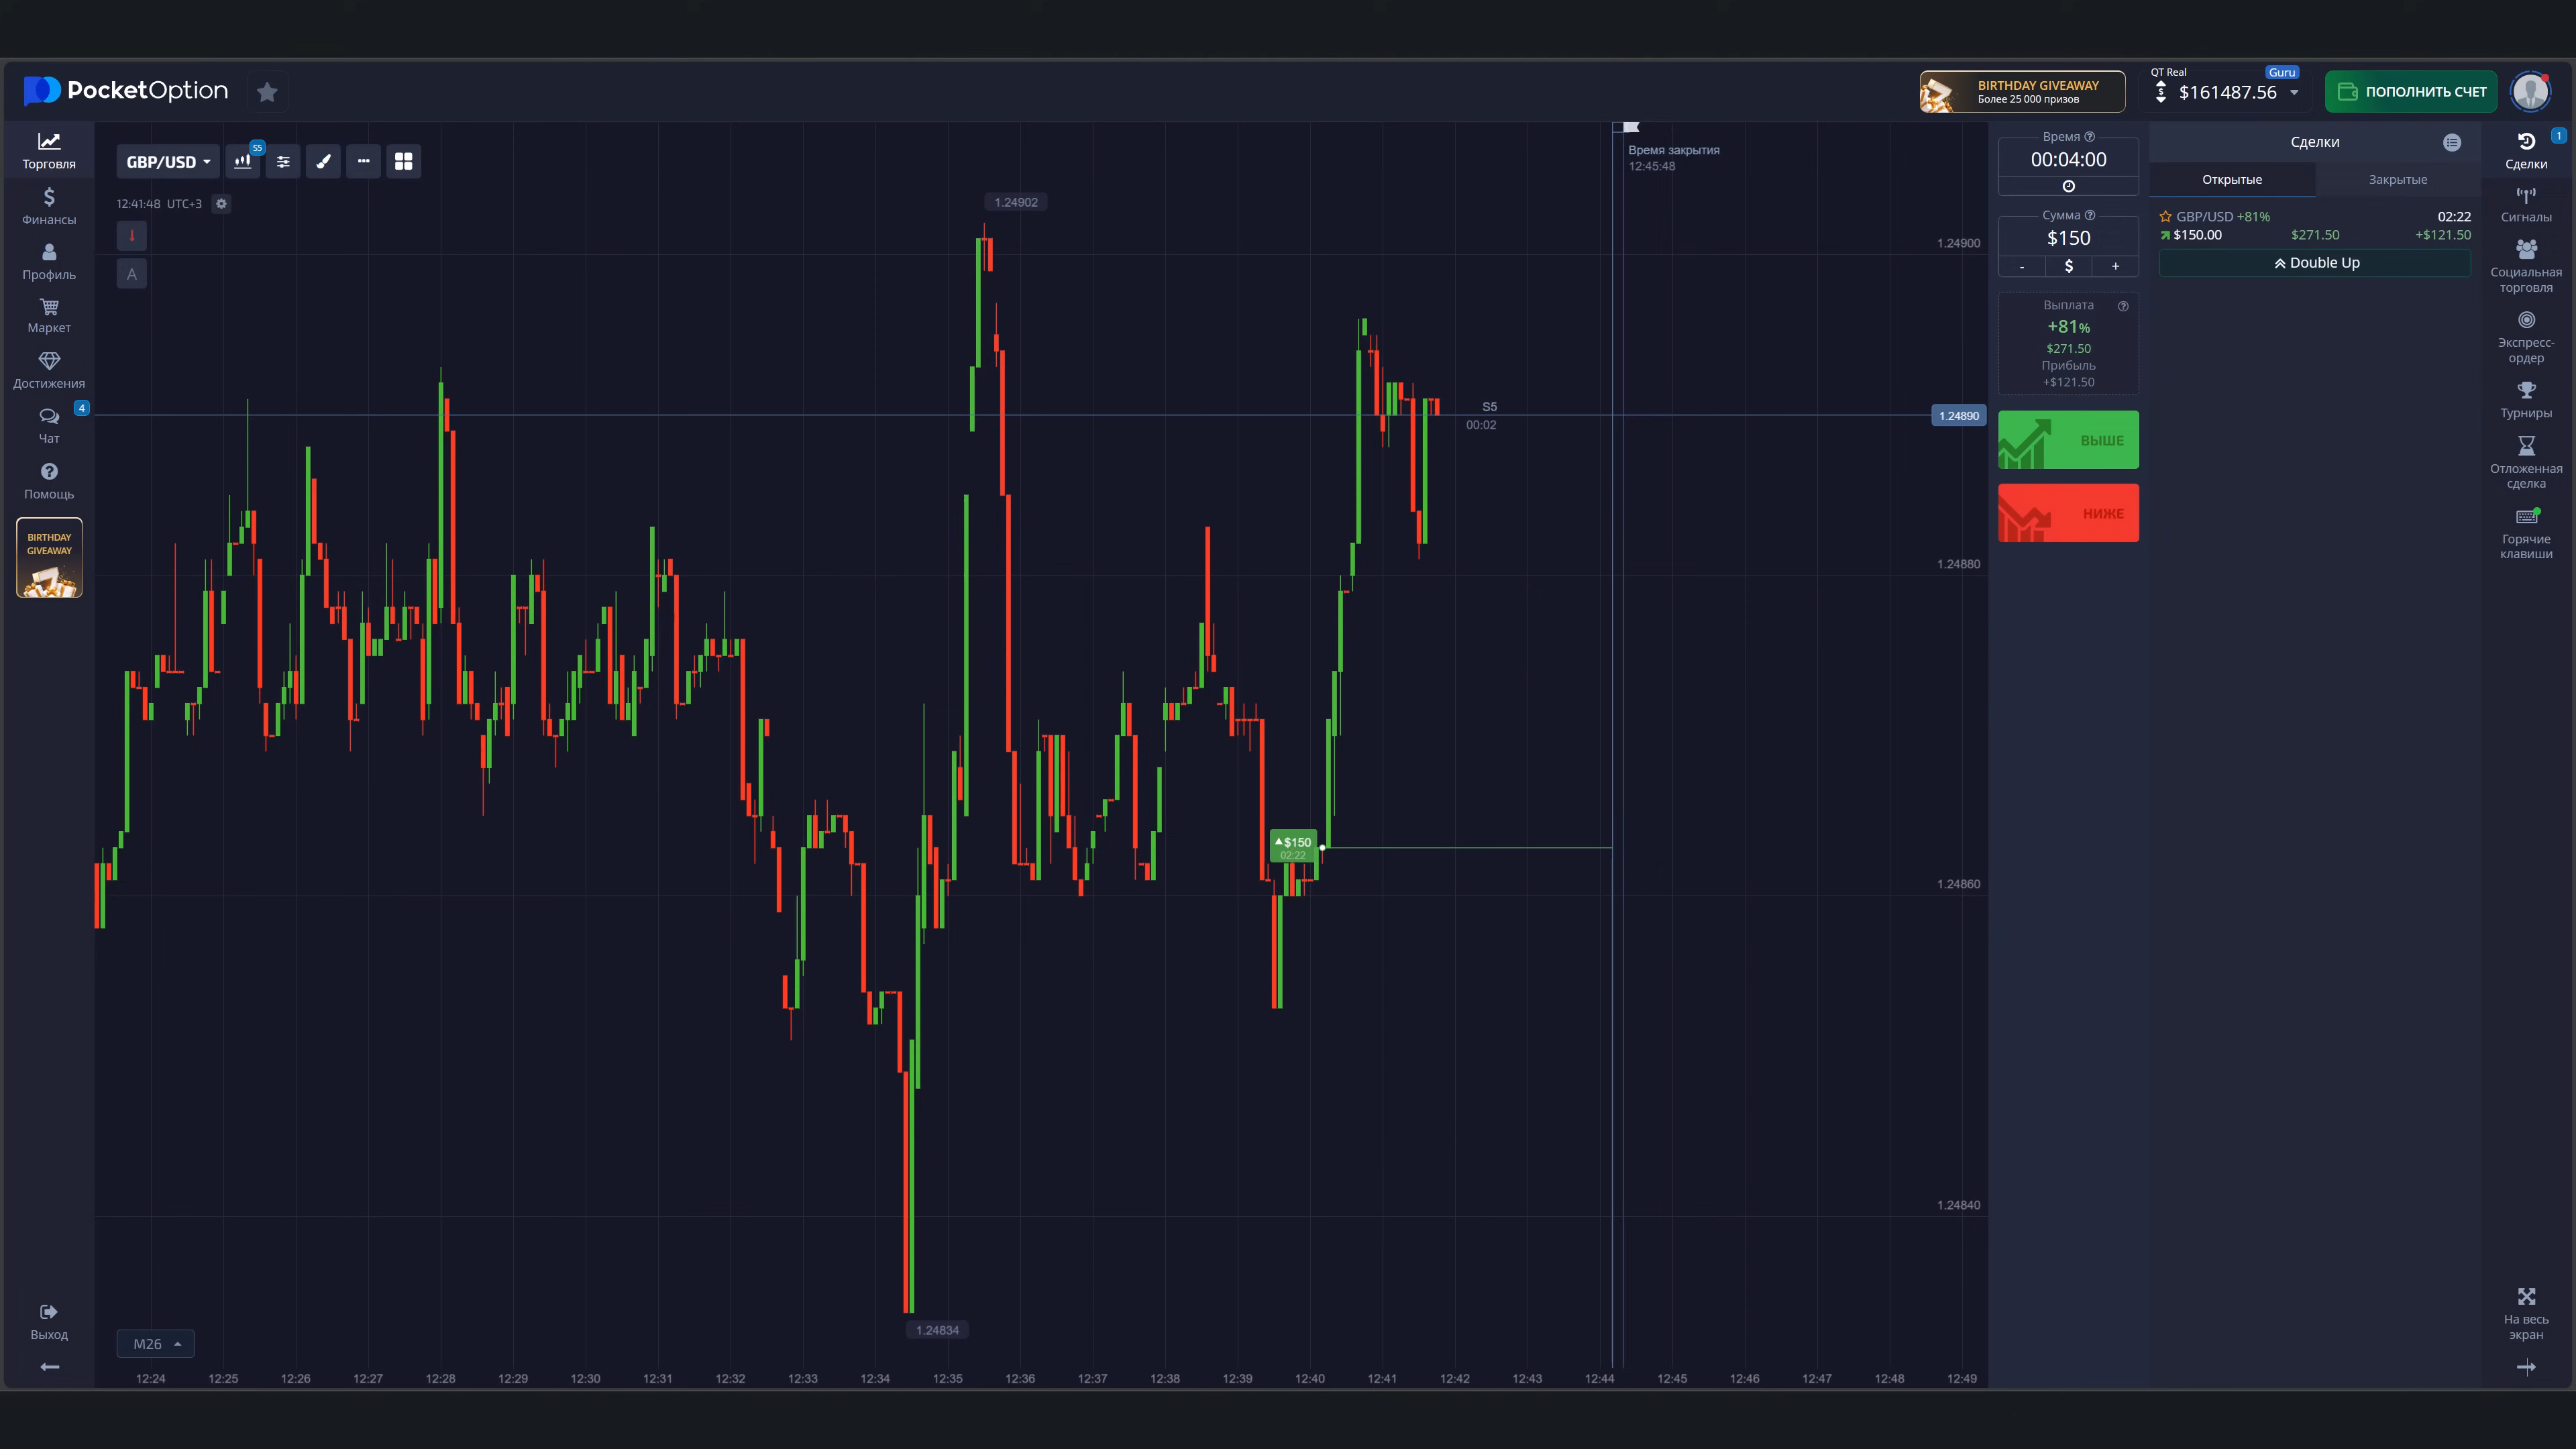 PocketOption
BIRTHDAY GIVEAWAY
Более 25 000 призов
QT Real
Guru
$161487.56
ПОПОЛНИТЬ СЧЕТ
Торговля
Финансы
Профиль
Маркет
Достижения
4
Чат
Помощь
BIRTHDAY
GIVEAWAY
Выход
GBP/USD
S5
12:41:48 UTC+3
A
1.24902
Время закрытия
12:45:48
1.24900
S5
00:02
1.24890
1.24880
$150
02:22
1.24860
1.24840
1.24834
M26
12:24 12:25 12:26 12:27 12:28 12:29 12:30 12:31 12:32 12:33 12:34 12:35 12:36 12:37 12:38 12:39 12:40 12:41 12:42 12:43 12:44 12:45 12:46 12:47 12:48 12:49
Время
00:04:00
Сумма
$150
- $ +
Выплата
+81%
$271.50
Прибыль
+$121.50
ВЫШЕ
НИЖЕ
Сделки
Открытые Закрытые
GBP/USD +81% 02:22
$150.00 $271.50 +$121.50
Double Up
1
Сделки
Сигналы
Социальная
торговля
Экспресс-
ордер
Турниры
Отложенная
сделка
Горячие
клавиши
На весь
экран